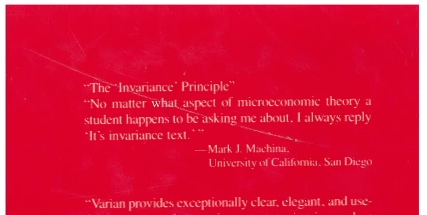 “The ‘Invariance’ Principle”
“No matter what aspect of microeconomic theory a
student happens to be asking me about, I always reply
‘It’s invariance text.’ ”
—Mark J. Machina,
University of California, San Diego
“Varian provides exceptionally clear, elegant, and use-